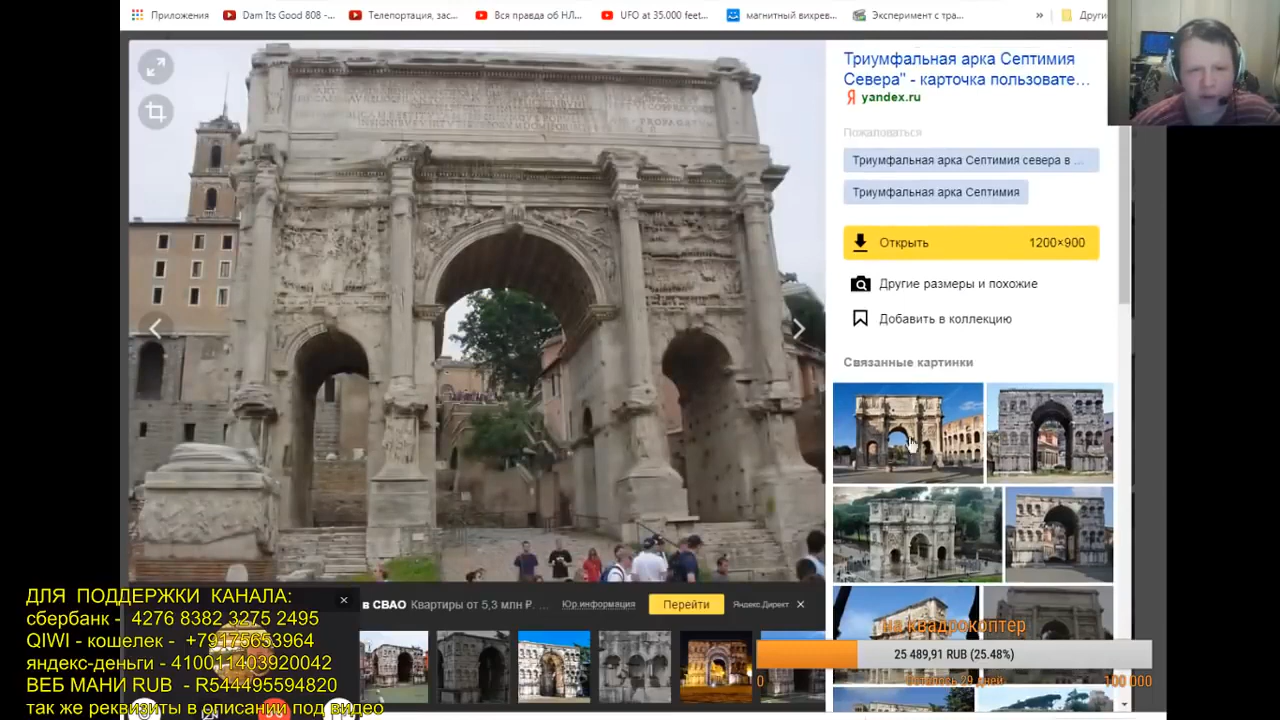 Приложения
Dam Its Good 808 -...
Телепортация, зас...
Вся правда об НЛ...
UFO at 35.000 feet...
магнитный вихрев...
Эксперимент с тра...
»
Други
Триумфальная арка Септимия
Севера" - карточка пользовате...
Я yandex.ru
Пожаловаться
Триумфальная арка Септимия севера в ...
Триумфальная арка Септимия
Открыть 1200×900
Другие размеры и похожие
Добавить в коллекцию
Связанные картинки
в СВАО Квартиры от 5,3 млн ₽. ...
Юр.информация
Перейти
Яндекс.Директ
ДЛЯ ПОДДЕРЖКИ КАНАЛА:
сбербанк - 4276 8382 3275 2495
QIWI - кошелек - +79175653964
яндекс-деньги - 410011403920042
ВЕБ МАНИ RUB - R544495594820
так же реквизиты в описании под видео
на квадрокоптер
25 489,91 RUB (25.48%)
0
осталось 29 дней
100 000